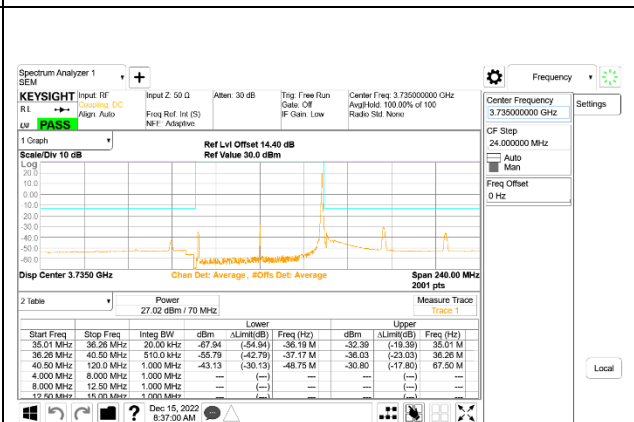 Spectrum Analyzer 1
SEM
+
Frequency
KEYSIGHT
Input: RF
Input Z: 50 Ω
Atten: 30 dB
Trig: Free Run
Center Freq: 3.735000000 GHz
RL
Coupling: DC
Gate: Off
Avg|Hold: 100.00% of 100
Align: Auto
Freq Ref: Int (S)
IF Gain: Low
Radio Std: None
PASS
NFE: Adaptive
Center Frequency
3.735000000 GHz
Settings
CF Step
24.000000 MHz
Auto
Man
Freq Offset
0 Hz
1 Graph
Ref Lvl Offset 14.40 dB
Scale/Div 10 dB
Ref Value 30.0 dBm
Log
20.0
10.0
0.00
-10.0
-20.0
-30.0
-40.0
-50.0
-60.0
Disp Center 3.7350 GHz
Chan Det: Average, #Offs Det: Average
Span 240.00 MHz
2001 pts
2 Table
Power
27.02 dBm / 70 MHz
Measure Trace
Trace 1
Lower Upper
Start Freq Stop Freq Integ BW dBm ΔLimit(dB) Freq (Hz) dBm ΔLimit(dB) Freq (Hz)
35.01 MHz 36.26 MHz 20.00 kHz -67.94 (-54.94) -36.19 M -32.39 (-19.39) 35.01 M
36.26 MHz 40.50 MHz 510.0 kHz -55.79 (-42.79) -37.17 M -36.03 (-23.03) 36.26 M
40.50 MHz 120.0 MHz 1.000 MHz -43.13 (-30.13) -48.75 M -30.80 (-17.80) 67.50 M
4.000 MHz 8.000 MHz 1.000 MHz --- (---) --- --- (---) ---
8.000 MHz 12.50 MHz 1.000 MHz --- (---) --- --- (---) ---
12.50 MHz 15.00 MHz 1.000 MHz --- (---) --- --- (---) ---
Local
?
Dec 15, 2022
8:37:00 AM